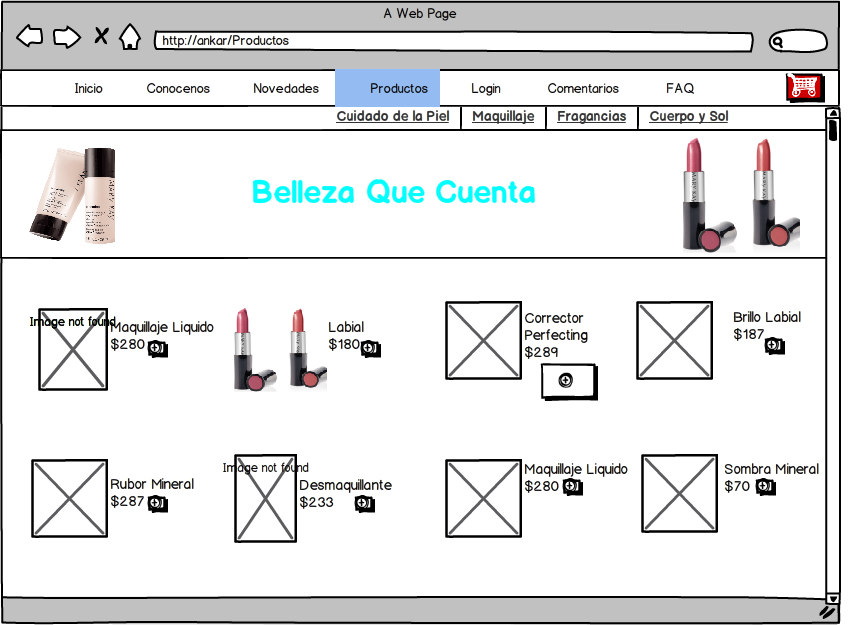 A Web Page
http://ankar/Productos
Inicio Conocenos Novedades Productos Login Comentarios FAQ
Cuidado de la Piel Maquillaje Fragancias Cuerpo y Sol
Belleza Que Cuenta
Image not found
Maquillaje Liquido
$280
Labial
$180
Corrector
Perfecting
$289
Brillo Labial
$187
Rubor Mineral
$287
Image not found
Desmaquillante
$233
Maquillaje Liquido
$280
Sombra Mineral
$70